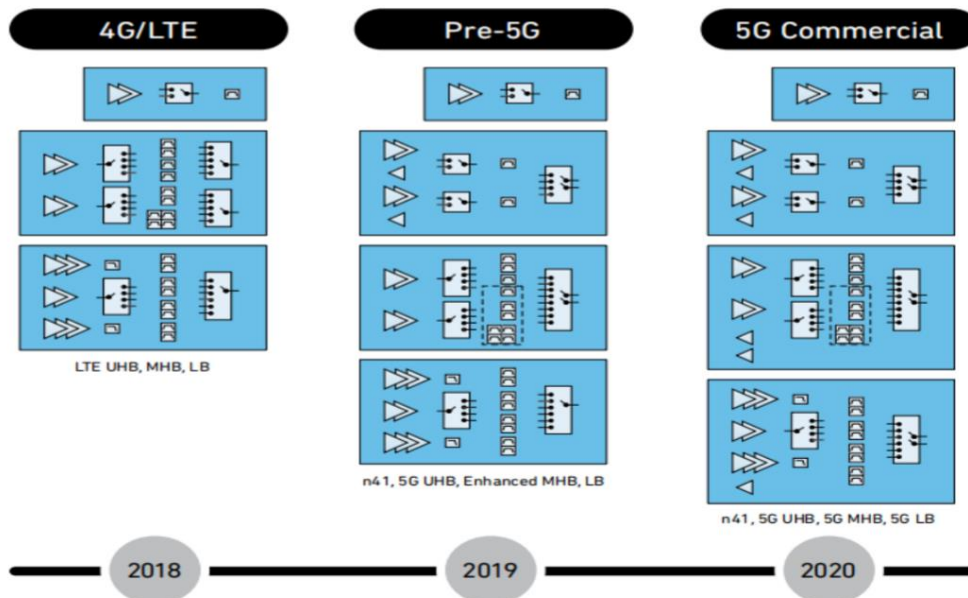 4G/LTE
Pre-5G
5G Commercial
LTE UHB, MHB, LB
n41, 5G UHB, Enhanced MHB, LB
n41, 5G UHB, 5G MHB, 5G LB
2018
2019
2020